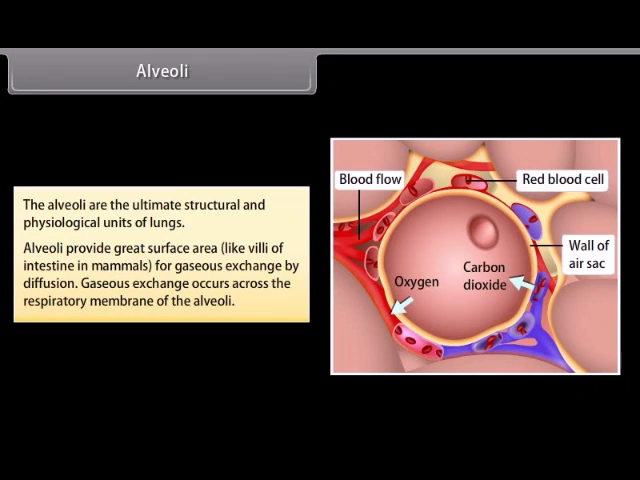 Alveoli
The alveoli are the ultimate structural and
physiological units of lungs.
Alveoli provide great surface area (like villi of
intestine in mammals) for gaseous exchange by
diffusion. Gaseous exchange occurs across the
respiratory membrane of the alveoli.
Blood flow
Red blood cell
Wall of
air sac
Oxygen
Carbon
dioxide